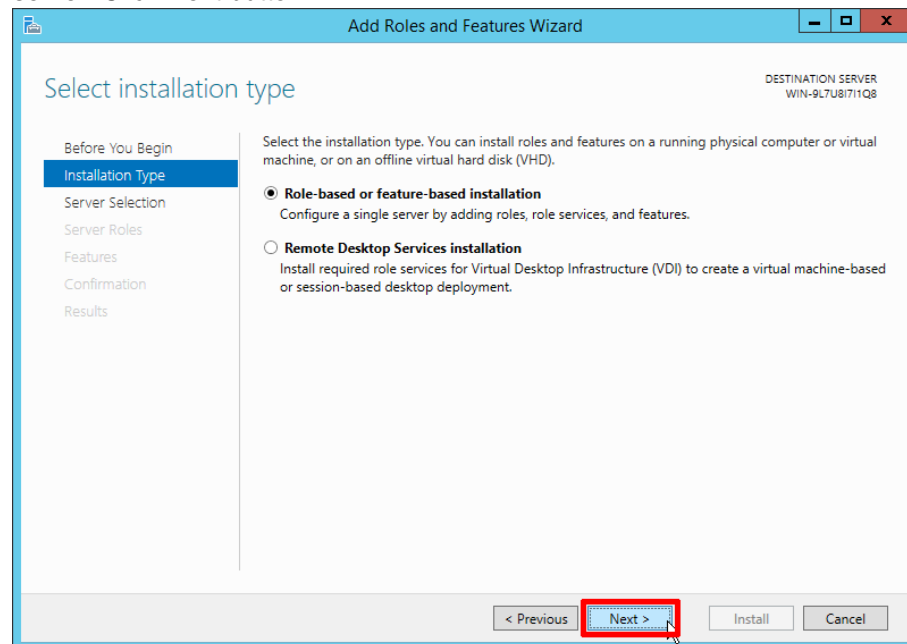 Add Roles and Features Wizard
Select installation type
DESTINATION SERVER
WIN-9L7U8I7I1Q8
Before You Begin
Installation Type
Server Selection
Server Roles
Features
Confirmation
Results
Select the installation type. You can install roles and features on a running physical computer or virtual
machine, or on an offline virtual hard disk (VHD).
Role-based or feature-based installation
Configure a single server by adding roles, role services, and features.
Remote Desktop Services installation
Install required role services for Virtual Desktop Infrastructure (VDI) to create a virtual machine-based
or session-based desktop deployment.
< Previous
Next >
Install
Cancel